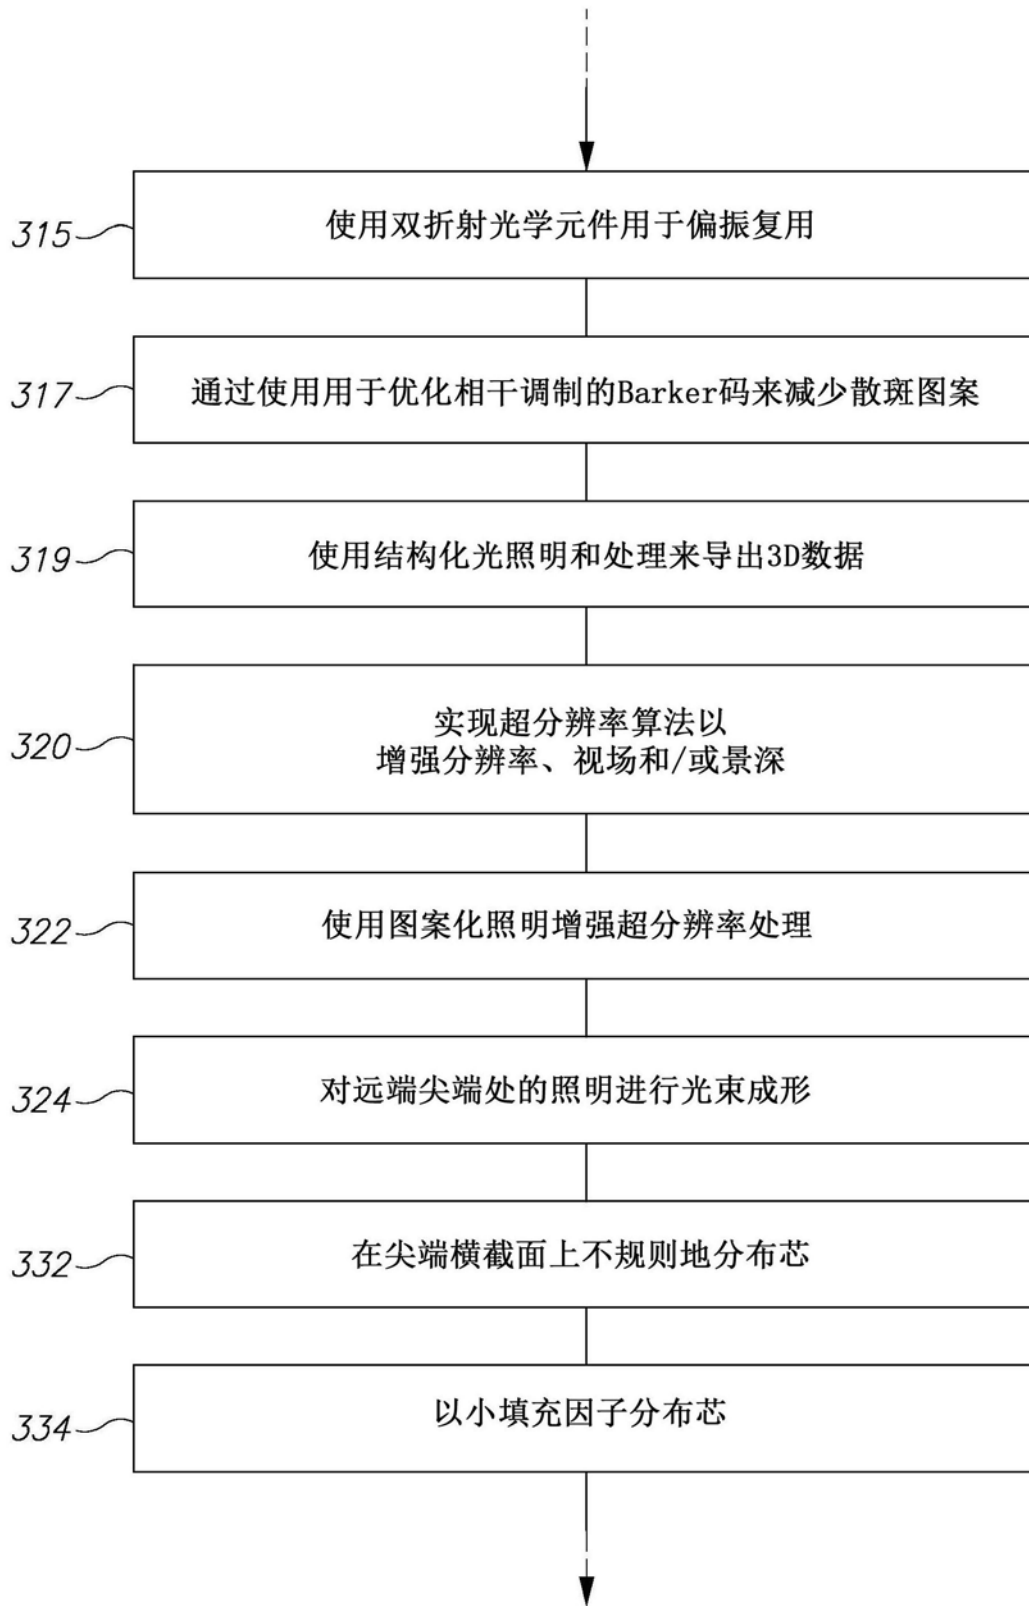 315
使用双折射光学元件用于偏振复用
317
通过使用用于优化相干调制的Barker码来减少散斑图案
319
使用结构化光照明和处理来导出3D数据
320
实现超分辨率算法以
增强分辨率、视场和/或景深
322
使用图案化照明增强超分辨率处理
324
对远端尖端处的照明进行光束成形
332
在尖端横截面上不规则地分布芯
334
以小填充因子分布芯